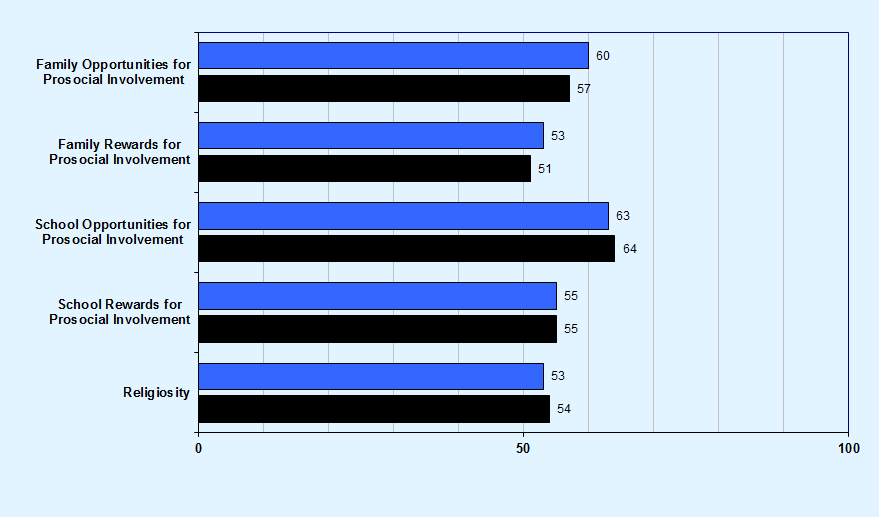 Family Opportunities for
Prosocial Involvement
60
57
Family Rewards for
Prosocial Involvement
53
51
School Opportunities for
Prosocial Involvement
63
64
School Rewards for
Prosocial Involvement
55
55
Religiosity
53
54
0 50 100